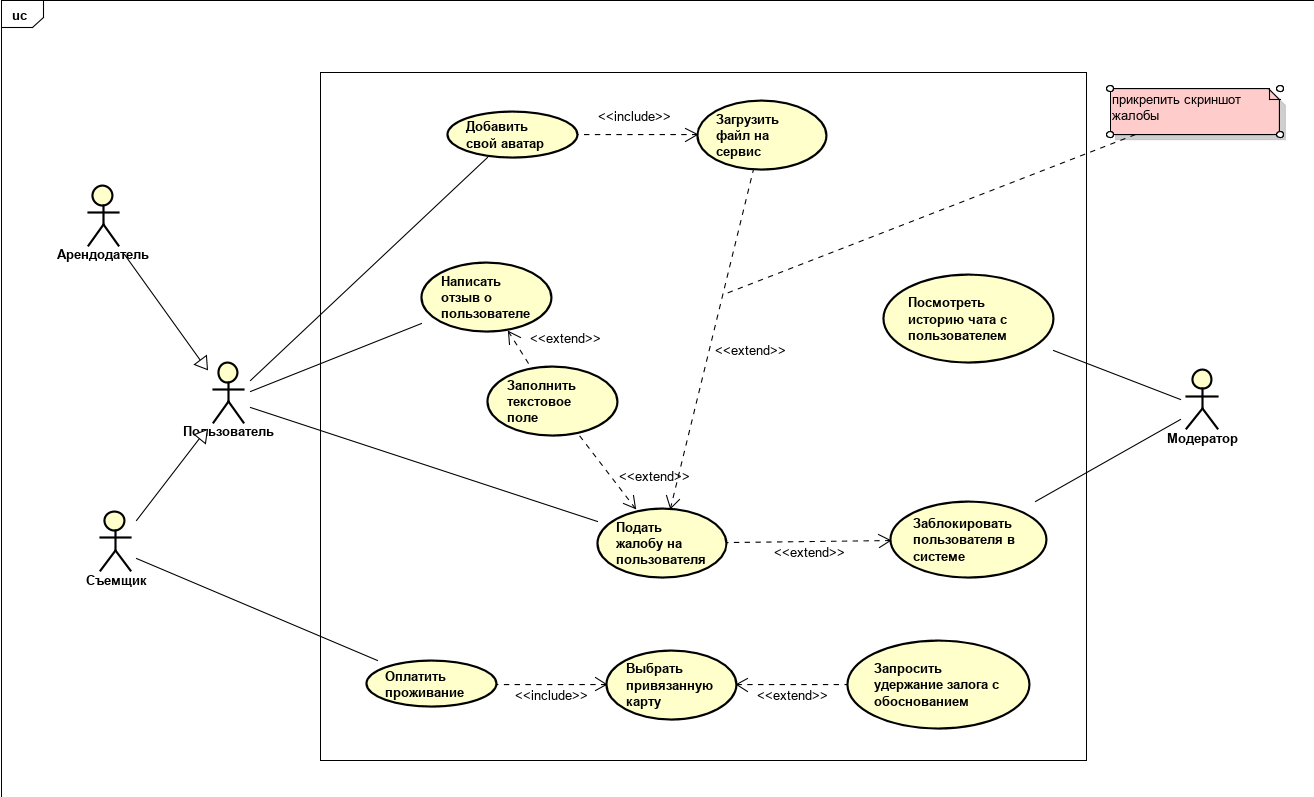 uc
прикрепить скриншот
жалобы
Добавить
свой аватар
<<include>>
Загрузить
файл на
сервис
Арендодатель
Написать
отзыв о
пользователе
<<extend>>
Посмотреть
историю чата с
пользователем
<<extend>>
Заполнить
текстовое
поле
Пользователь
Модератор
<<extend>>
Подать
жалобу на
пользователя
<<extend>>
Заблокировать
пользователя в
системе
Съемщик
Оплатить
проживание
<<include>>
Выбрать
привязанную
карту
<<extend>>
Запросить
удержание залога с
обоснованием